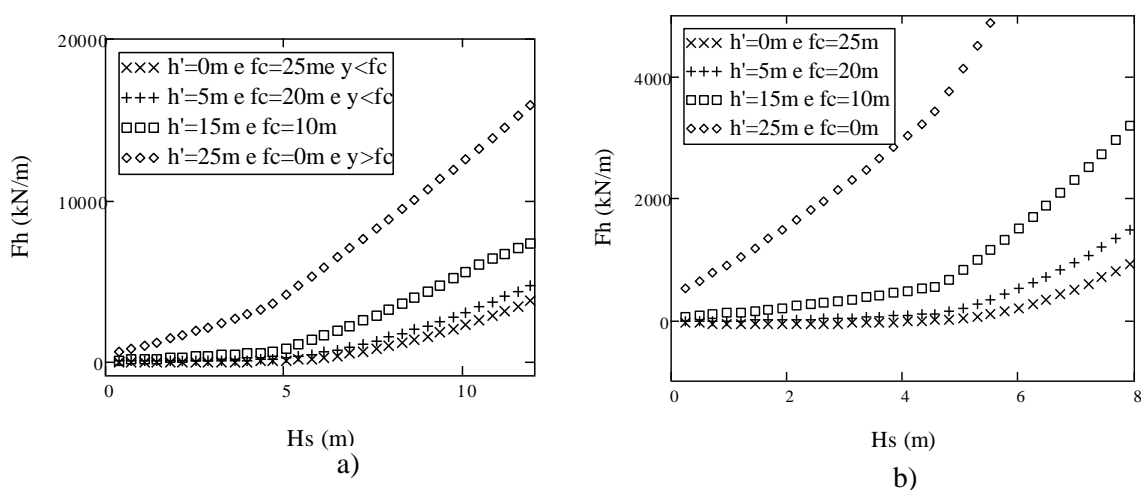 20000
10000
0
Fh (kN/m)
h'=0m e fc=25me y<fc
h'=5m e fc=20m e y<fc
h'=15m e fc=10m
h'=25m e fc=0m e y>fc
0
5
10
Hs (m)
a)
4000
2000
0
Fh (kN/m)
h'=0m e fc=25m
h'=5m e fc=20m
h'=15m e fc=10m
h'=25m e fc=0m
0
2
4
6
8
Hs (m)
b)